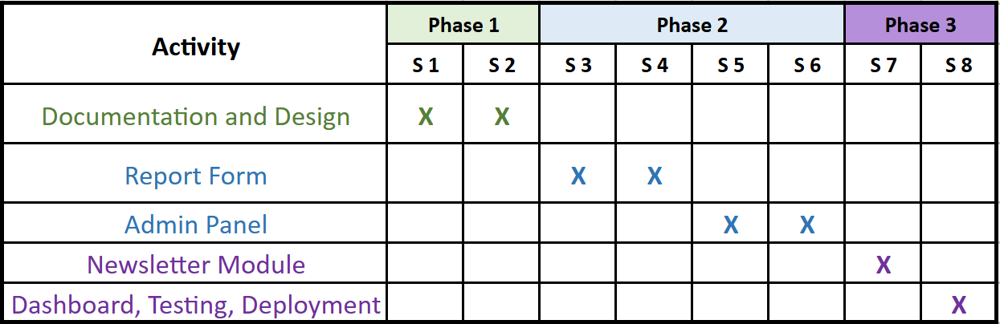 Activity Phase 1 Phase 2 Phase 3
S 1 S 2 S 3 S 4 S 5 S 6 S 7 S 8
Documentation and Design X X
Report Form X X
Admin Panel X X
Newsletter Module X
Dashboard, Testing, Deployment X